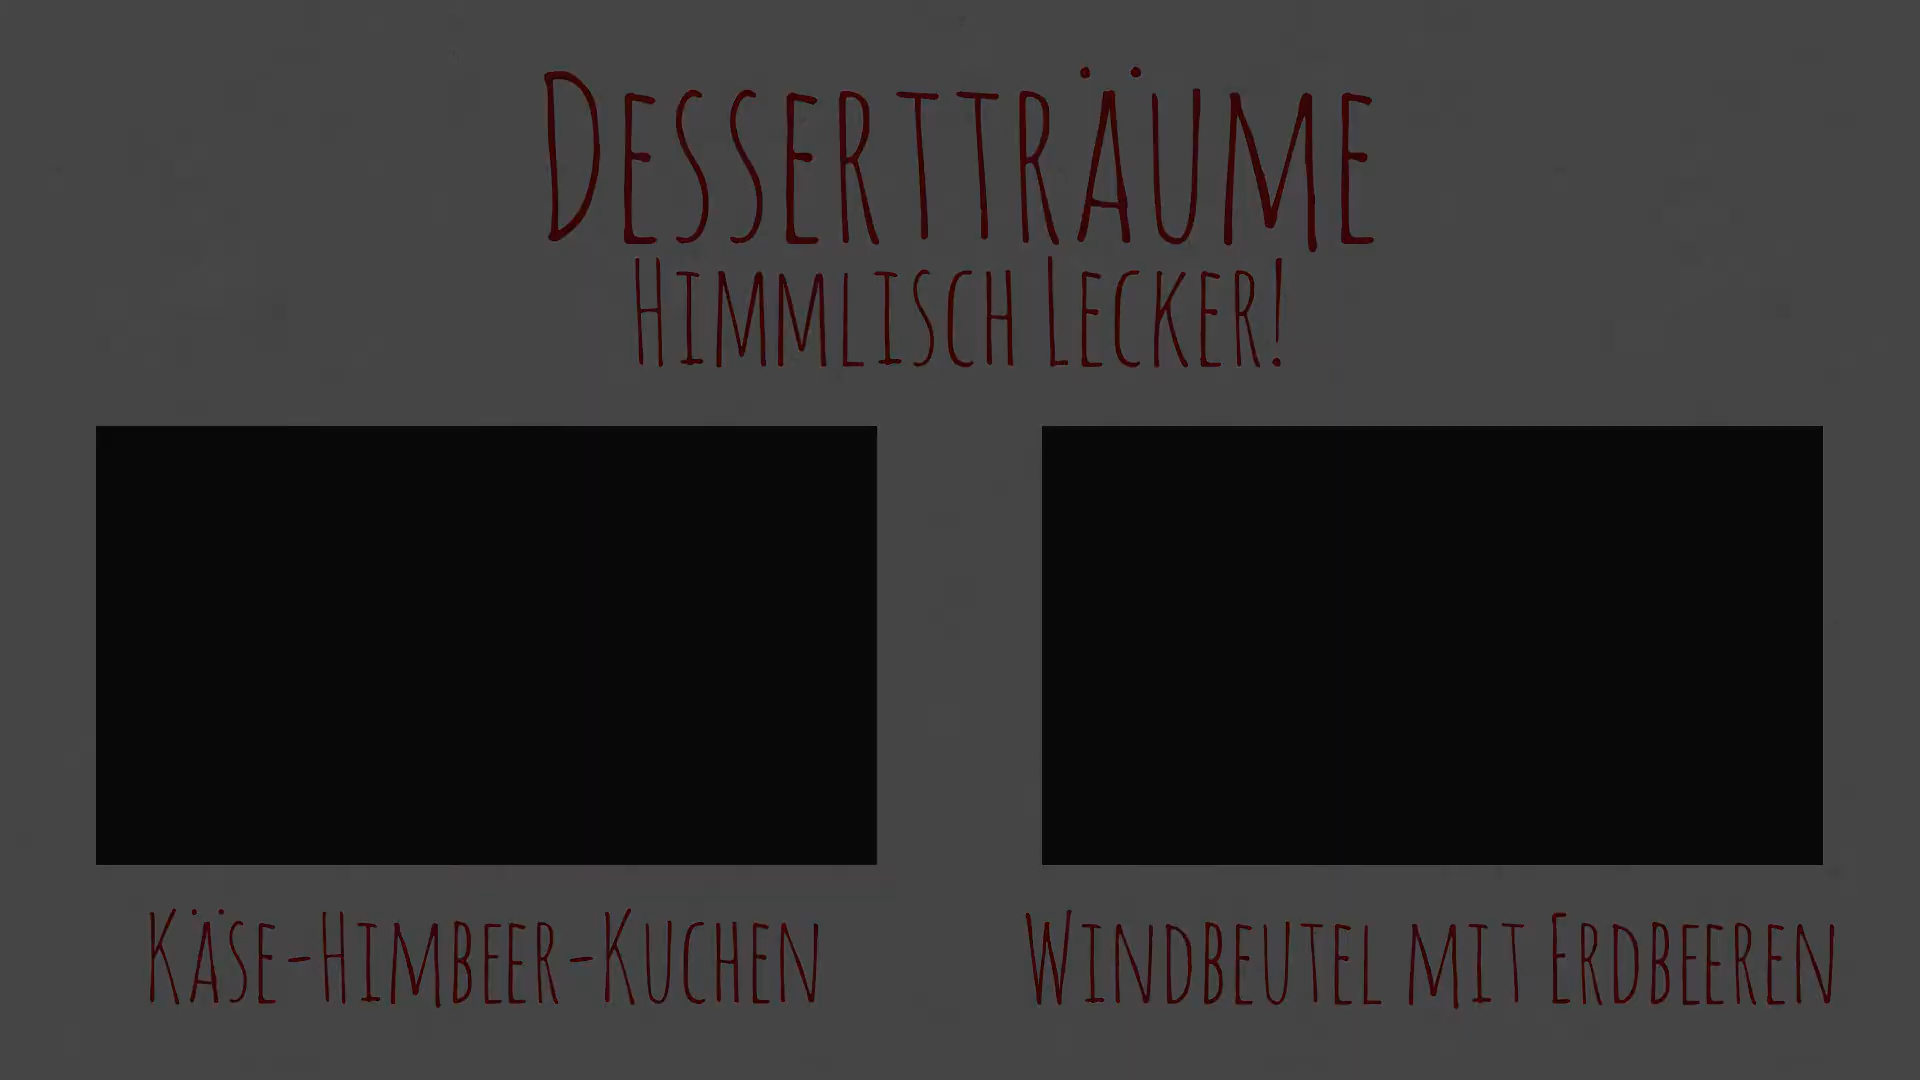 Dessertträume
Himmlisch Lecker!
Käse-Himbeer-Kuchen
Windbeutel mit Erdbeeren